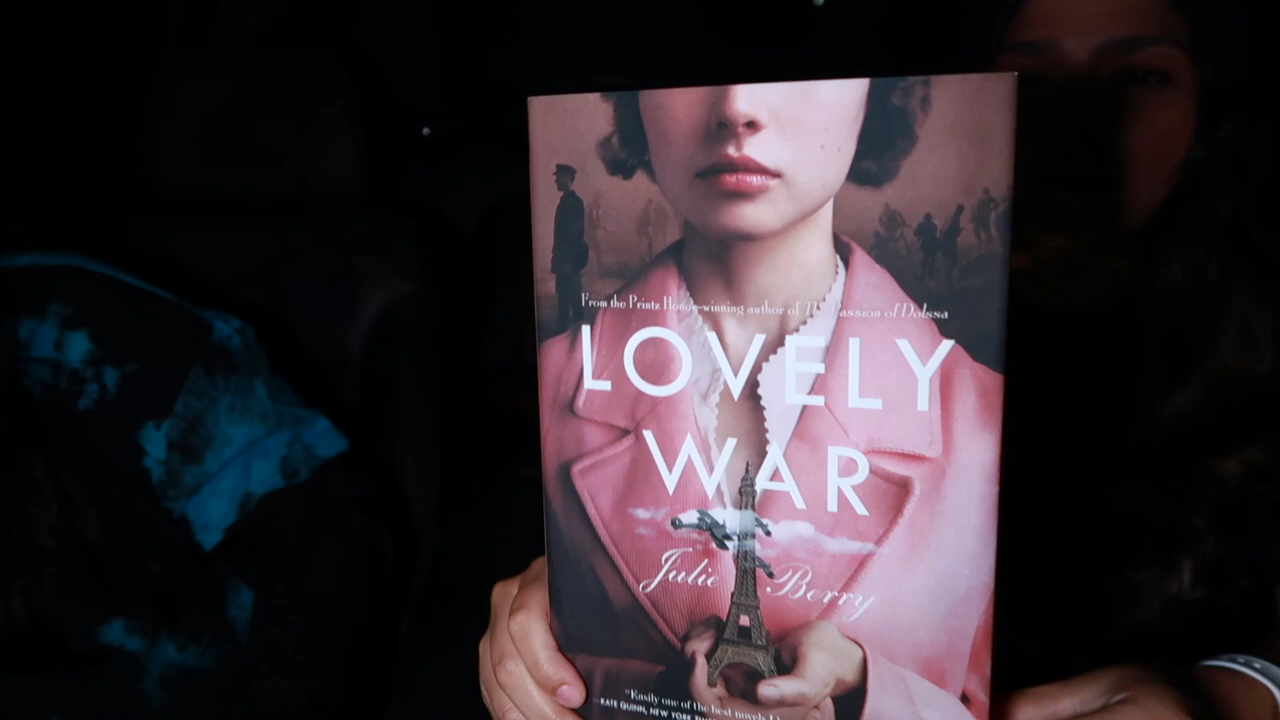 From the Printz Honor-winning author of The Passion of Dolssa
LOVELY
WAR
Julie Berry
"Easily one of the best novels I
—KATE QUINN, NEW YORK